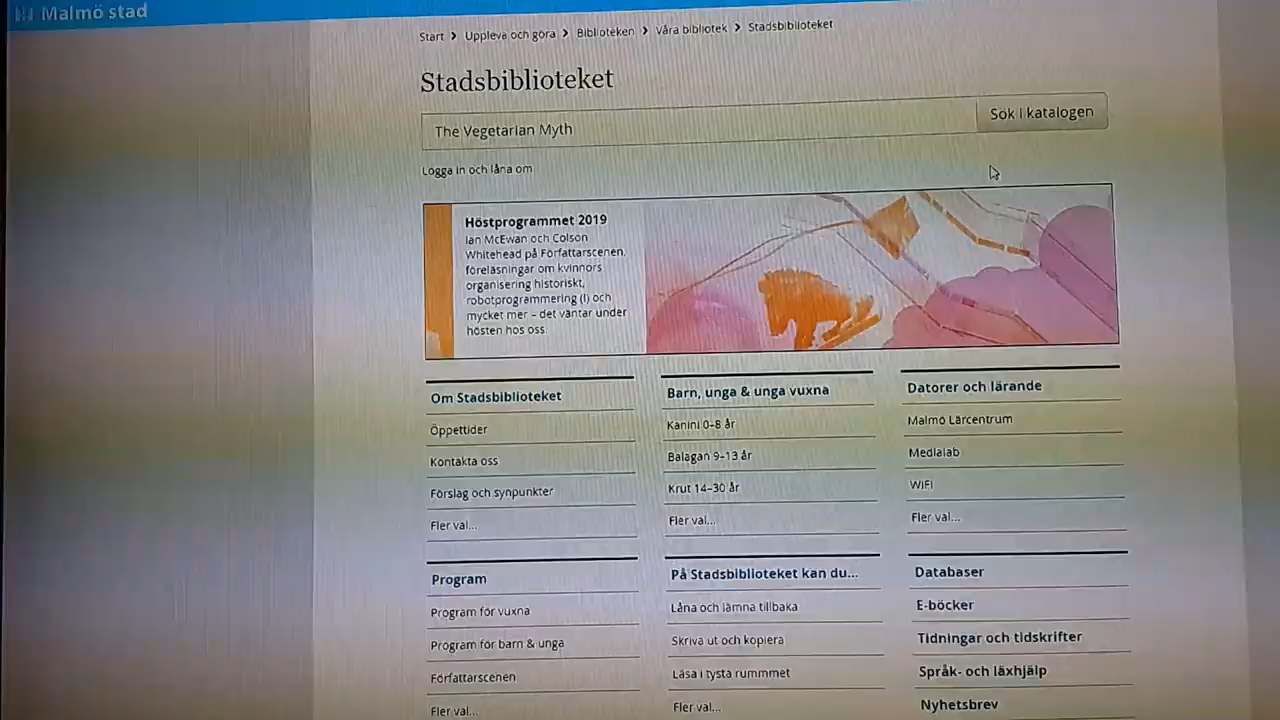 Malmö stad
Start > Uppleva och göra > Biblioteken > Våra bibliotek > Stadsbiblioteket
Stadsbiblioteket
The Vegetarian Myth
Sök i katalogen
Logga in och låna om
Höstprogrammet 2019
Ian McEwan och Colson
Whitehead på Författarscenen,
föreläsningar om kvinnors
organisering historiskt,
robotprogrammering (!) och
mycket mer – det väntar under
hösten hos oss.
Om Stadsbiblioteket
Öppettider
Kontakta oss
Förslag och synpunkter
Fler val...
Barn, unga & unga vuxna
Kanini 0–8 år
Balagan 9–13 år
Krut 14–30 år
Fler val...
Datorer och lärande
Malmö Lärcentrum
Medialab
WiFi
Fler val...
Program
Program för vuxna
Program för barn & unga
Författarscenen
Fler val...
På Stadsbiblioteket kan du...
Låna och lämna tillbaka
Skriva ut och kopiera
Läsa i tysta rummmet
Fler val...
Databaser
E-böcker
Tidningar och tidskrifter
Språk- och läxhjälp
Nyhetsbrev